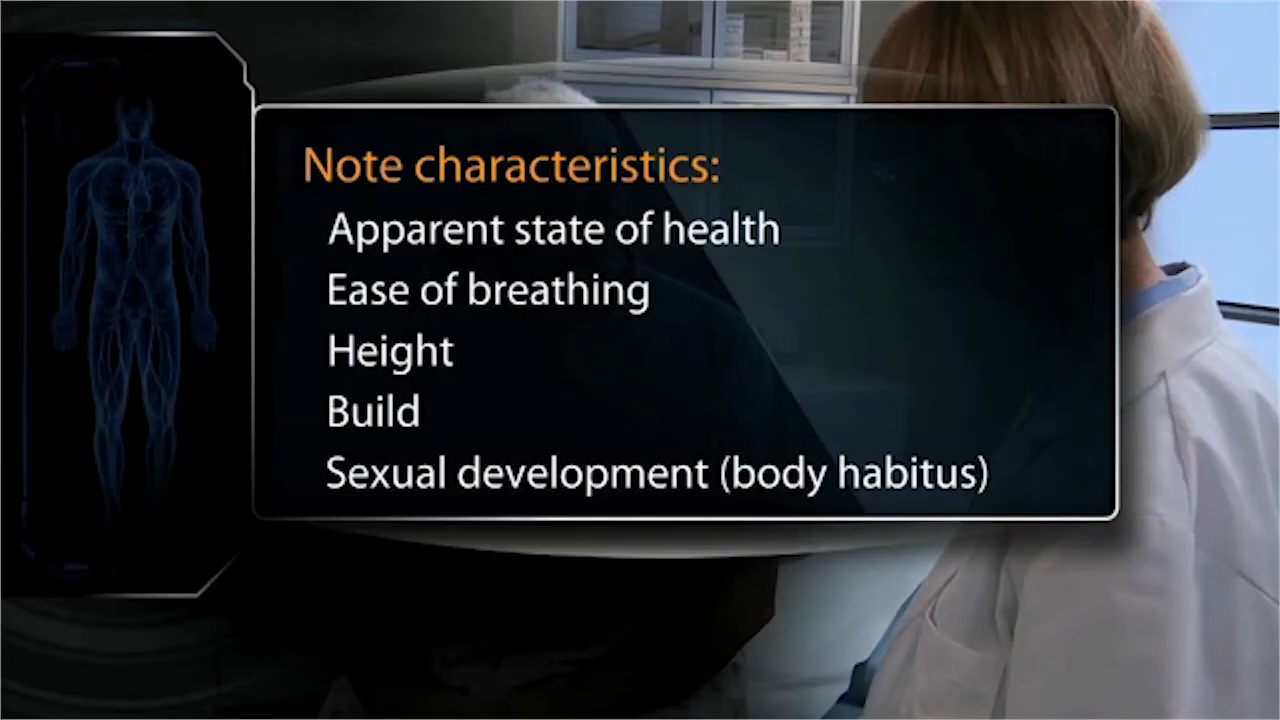 Note characteristics:
Apparent state of health
Ease of breathing
Height
Build
Sexual development (body habitus)